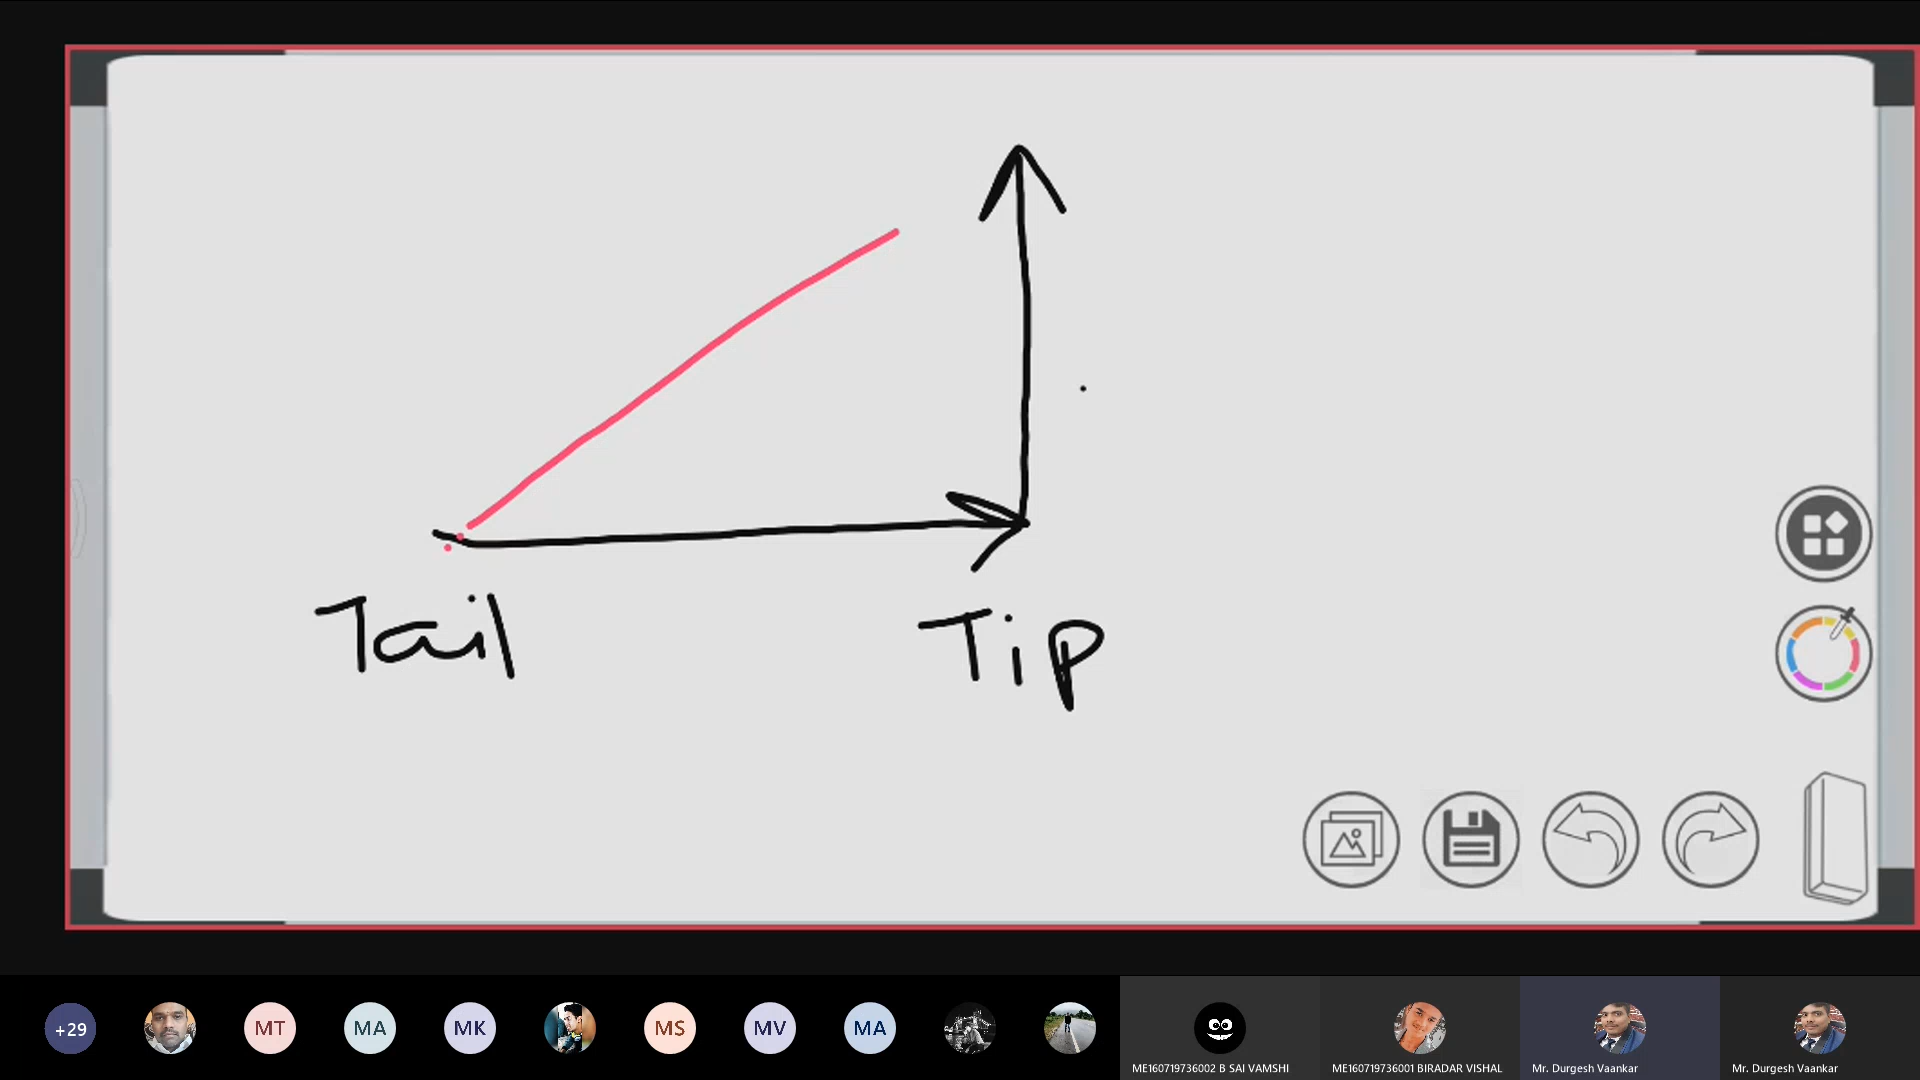 Tail Tip
+29 MT MA MK MS MV MA
ME160719736002 B SAI VAMSHI ME160719736001 BIRADAR VISHAL Mr. Durgesh Vaankar Mr. Durgesh Vaankar